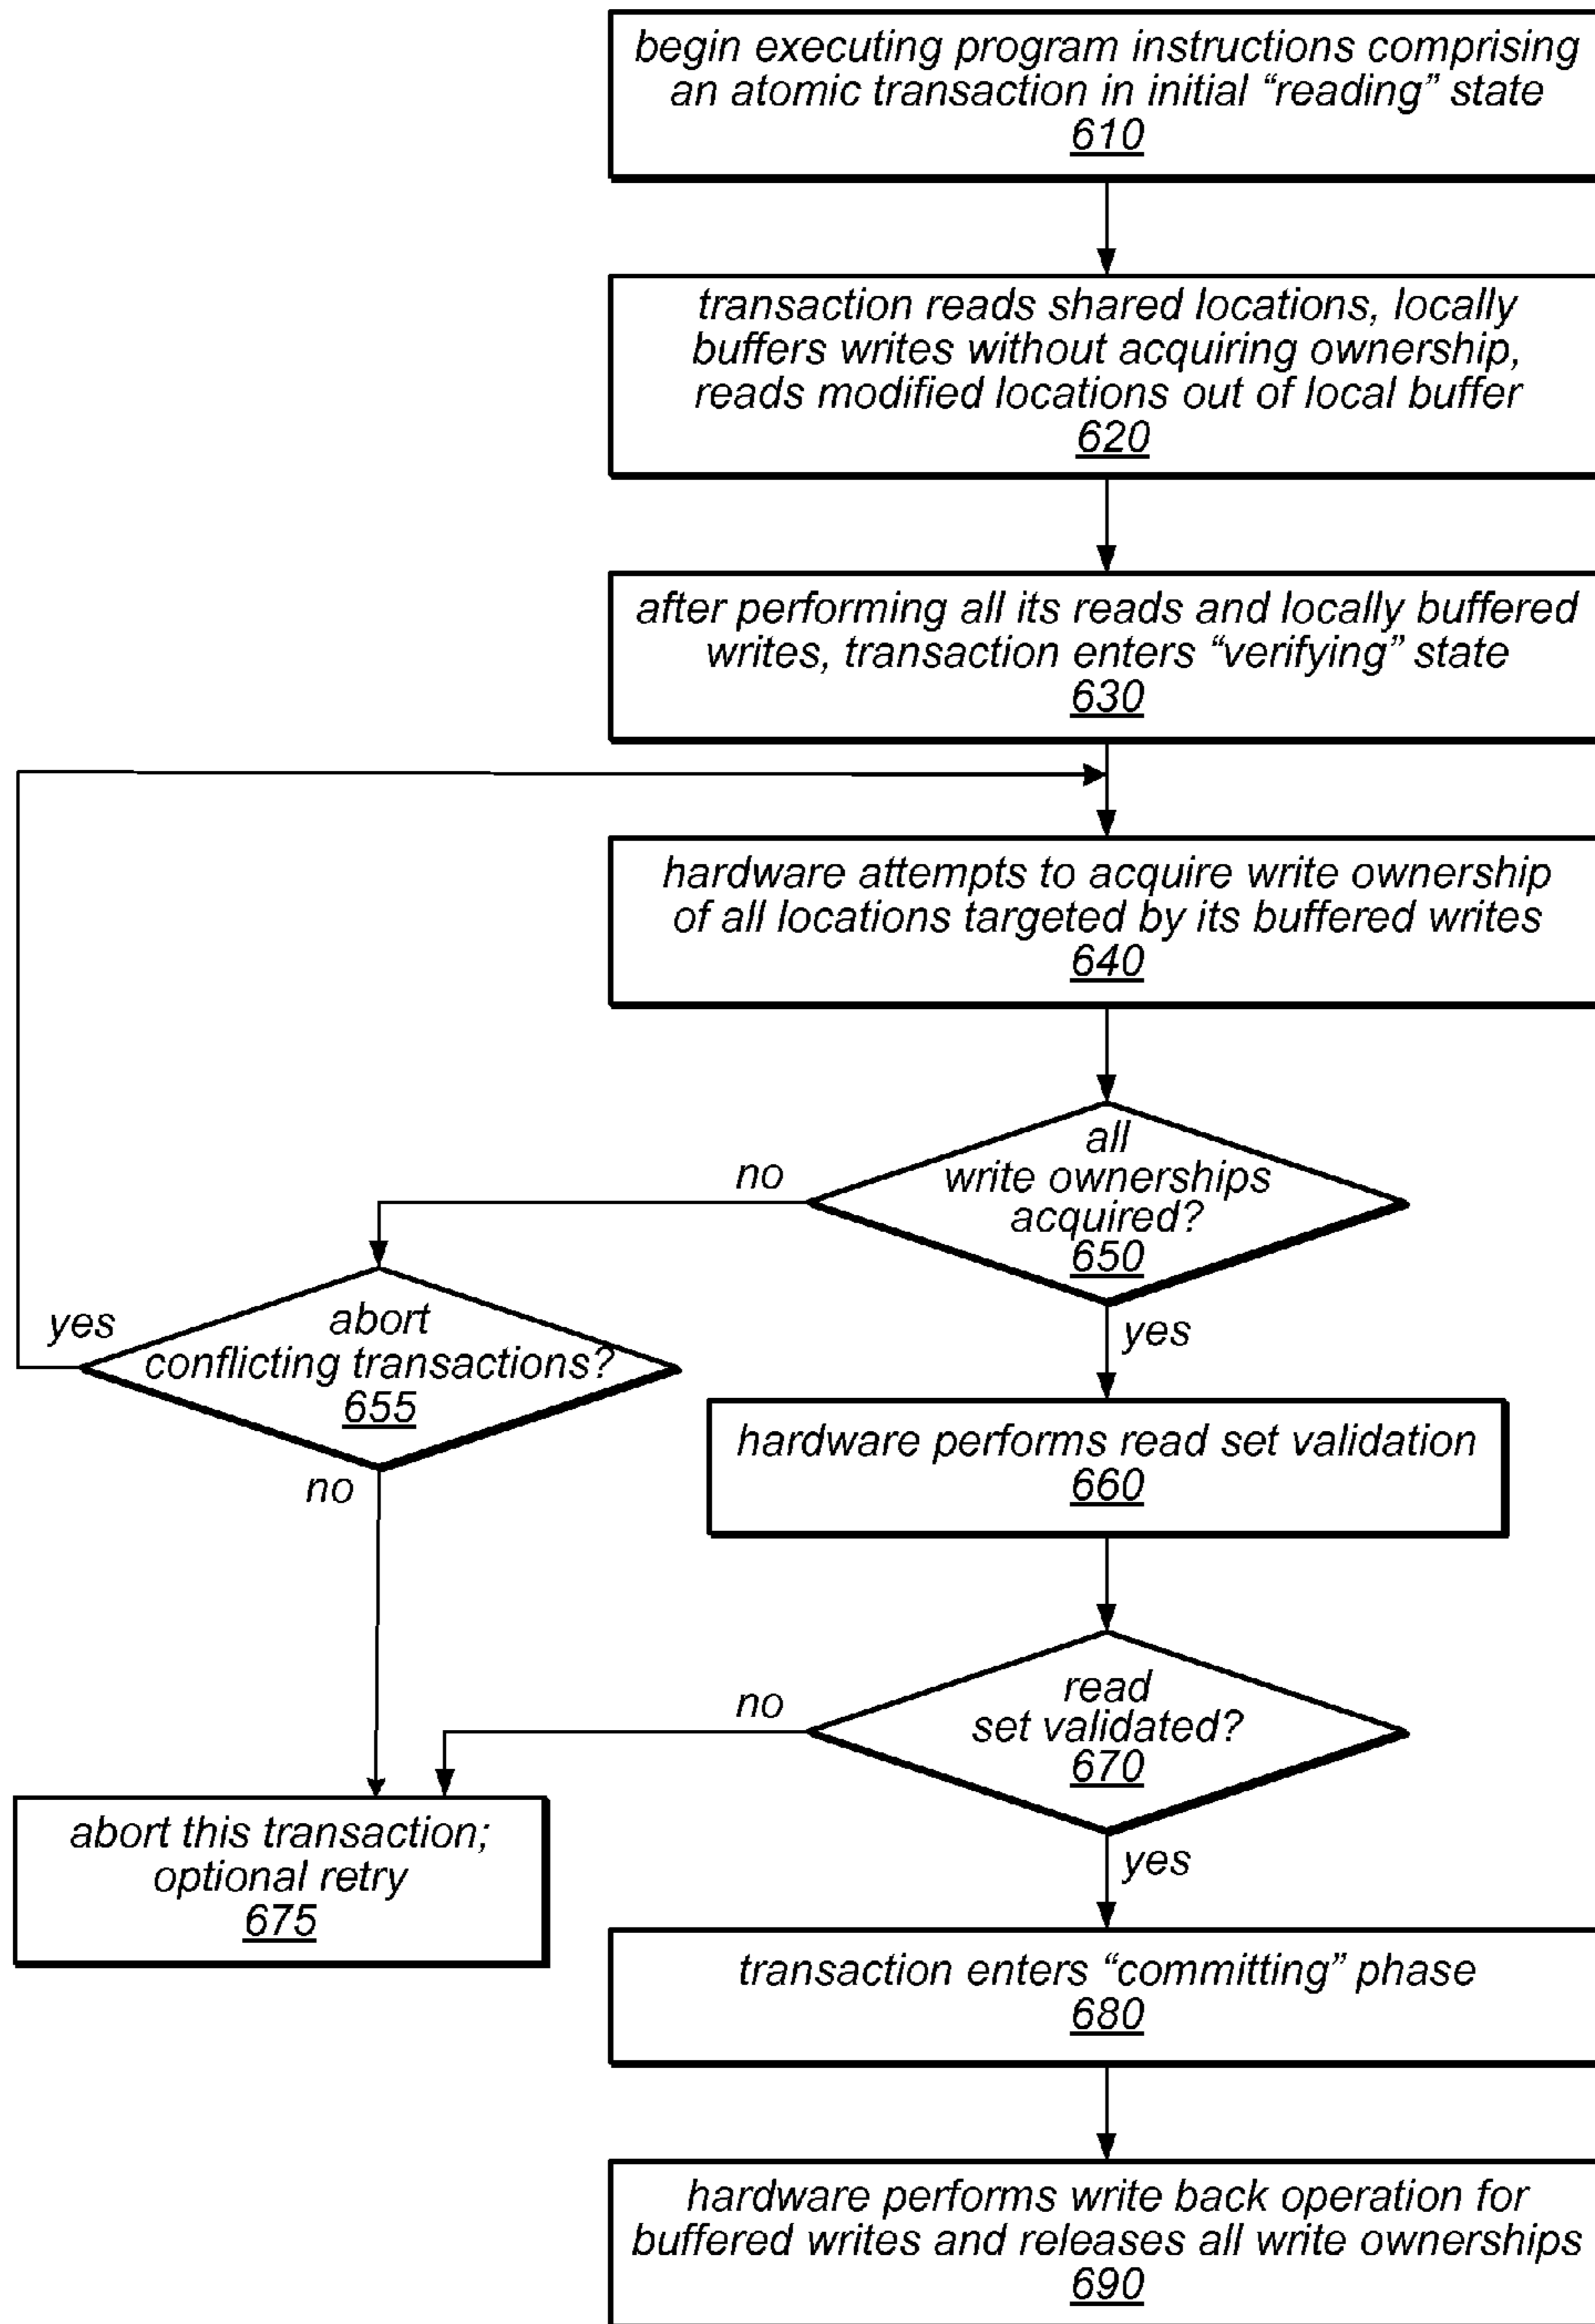 begin executing program instructions comprising
an atomic transaction in initial “reading” state
610
transaction reads shared locations, locally
buffers writes without acquiring ownership,
reads modified locations out of local buffer
620
after performing all its reads and locally buffered
writes, transaction enters “verifying” state
630
hardware attempts to acquire write ownership
of all locations targeted by its buffered writes
640
all
write ownerships
acquired?
650
no
yes
abort
conflicting transactions?
655
yes
no
hardware performs read set validation
660
read
set validated?
670
no
yes
abort this transaction;
optional retry
675
transaction enters “committing” phase
680
hardware performs write back operation for
buffered writes and releases all write ownerships
690